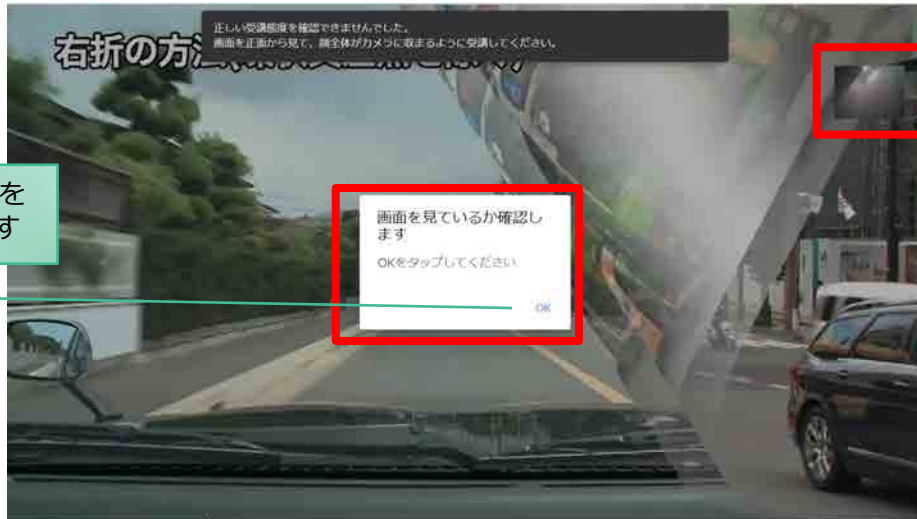 正しい受講態度を確認できませんでした。
画面を正面から見て、顔全体がカメラに収まるように受講してください。
右折の方法
を
す
画面を見ているか確認し
ます
OKをタップしてください
OK